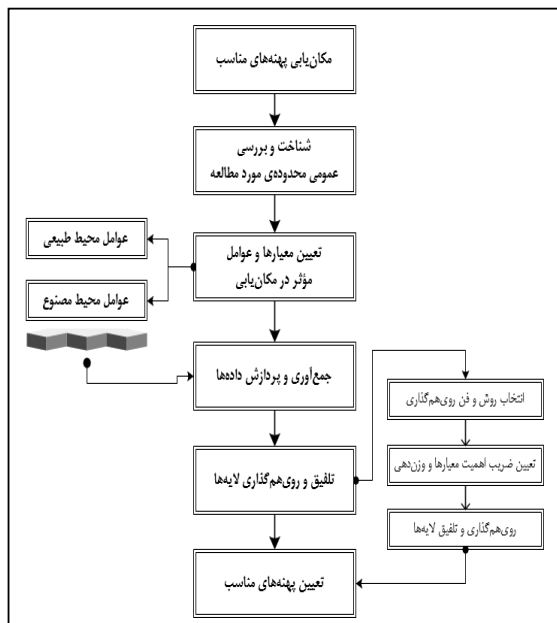 مکان‌یابی پهنه‌های مناسب
شناخت و بررسی
عمومی محدوده‌ی مورد مطالعه
تعیین معیارها و عوامل
مؤثر در مکان‌یابی
عوامل محیط طبیعی
عوامل محیط مصنوع
جمع‌آوری و پردازش داده‌ها
تلفیق و روی‌هم‌گذاری لایه‌ها
انتخاب روش و فن روی‌هم‌گذاری
تعیین ضریب اهمیت معیارها و وزن‌دهی
روی‌هم‌گذاری و تلفیق لایه‌ها
تعیین پهنه‌های مناسب